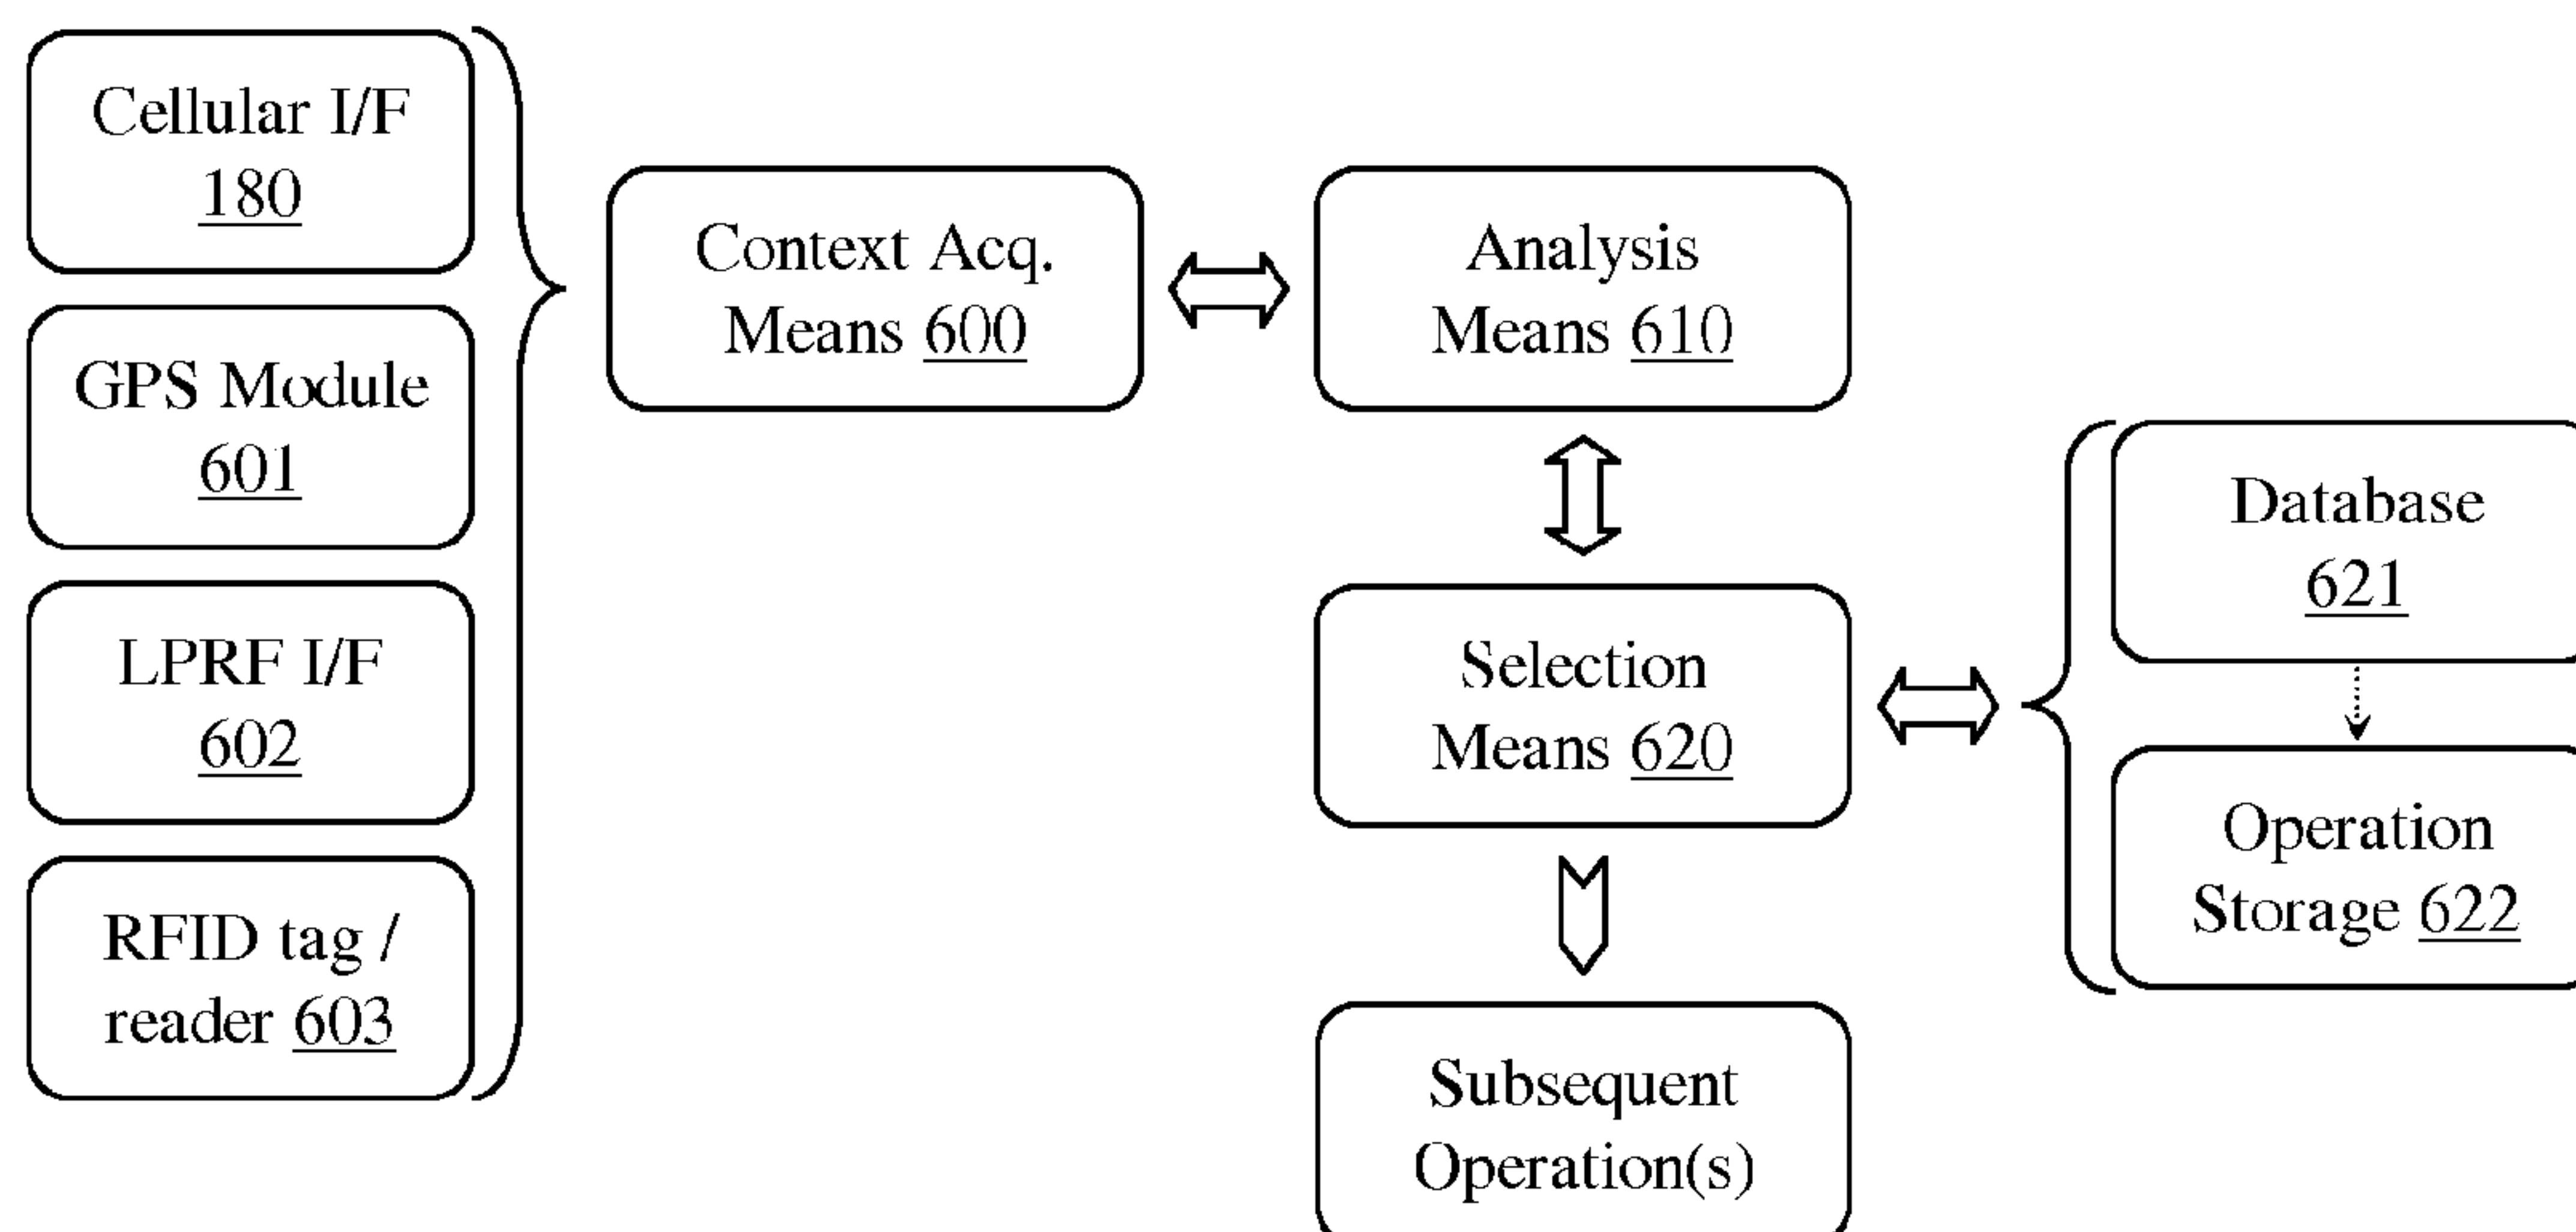 Cellular I/F
180
GPS Module
601
LPRF I/F
602
RFID tag /
reader 603
Context Acq.
Means 600
Analysis
Means 610
Selection
Means 620
Subsequent
Operation(s)
Database
621
Operation
Storage 622